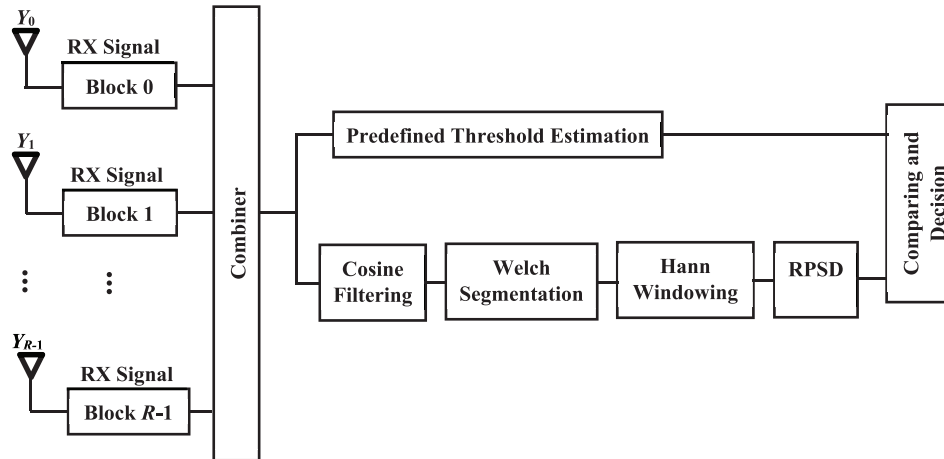 Y0
RX Signal
Block 0
Y1
RX Signal
Block 1
YR-1
RX Signal
Block R-1
Combiner
Predefined Threshold Estimation
Cosine
Filtering
Welch
Segmentation
Hann
Windowing
RPSD
Comparing and
Decision